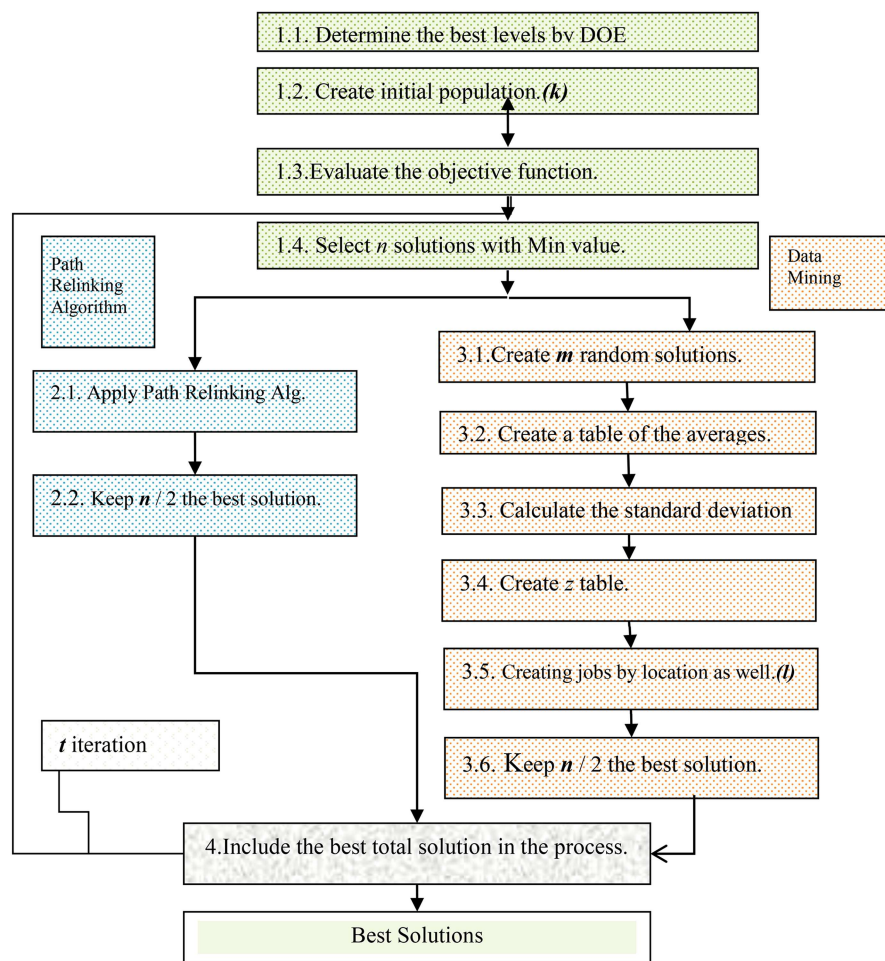 1.1. Determine the best levels bv DOE
1.2. Create initial population.(k)
1.3.Evaluate the objective function.
1.4. Select n solutions with Min value.
Path
Relinking
Algorithm
Data
Mining
2.1. Apply Path Relinking Alg.
2.2. Keep n / 2 the best solution.
3.1.Create m random solutions.
3.2. Create a table of the averages.
3.3. Calculate the standard deviation
3.4. Create z table.
3.5. Creating jobs by location as well.(l)
3.6. Keep n / 2 the best solution.
t iteration
4.Include the best total solution in the process.
Best Solutions